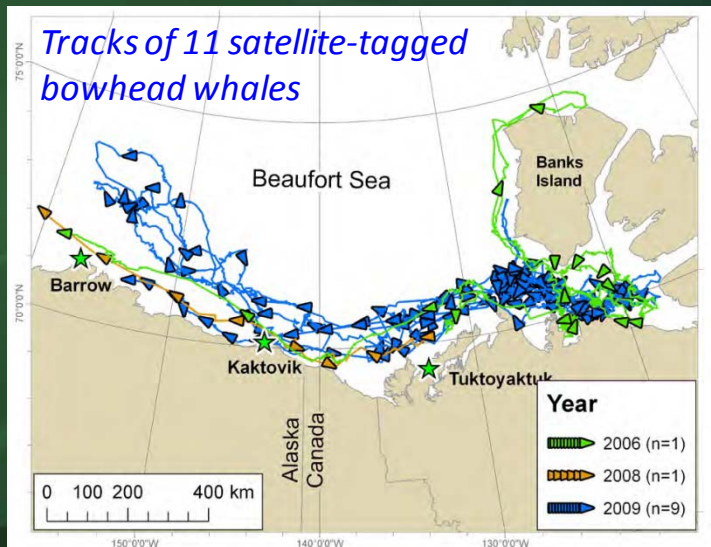 Tracks of 11 satellite-tagged
bowhead whales
75°0'0"N
Banks
Island
Beaufort Sea
Barrow
70°0'0"N
Kaktovik
Tuktoyaktuk
Alaska
Canada
Year
2006 (n=1)
2008 (n=1)
2009 (n=9)
0 100 200 400 km
150°0'0"W
140°0'0"W
130°0'0"W